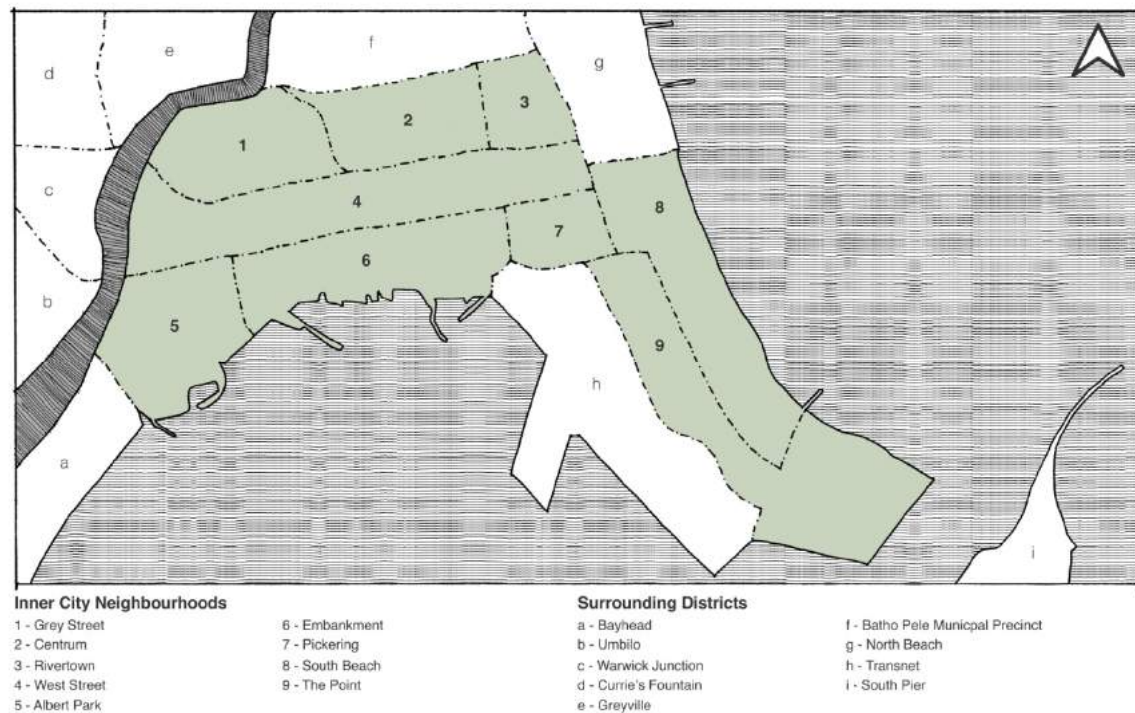 e
f
d
g
3
2
1
c
4
8
7
6
b
5
9
h
a
i
Inner City Neighbourhoods
1 - Grey Street
2 - Centrum
3 - Rivertown
4 - West Street
5 - Albert Park
6 - Embankment
7 - Pickering
8 - South Beach
9 - The Point
Surrounding Districts
a - Bayhead
b - Umbilo
c - Warwick Junction
d - Currie's Fountain
e - Greyville
f - Batho Pele Municpal Precinct
g - North Beach
h - Transnet
i - South Pier